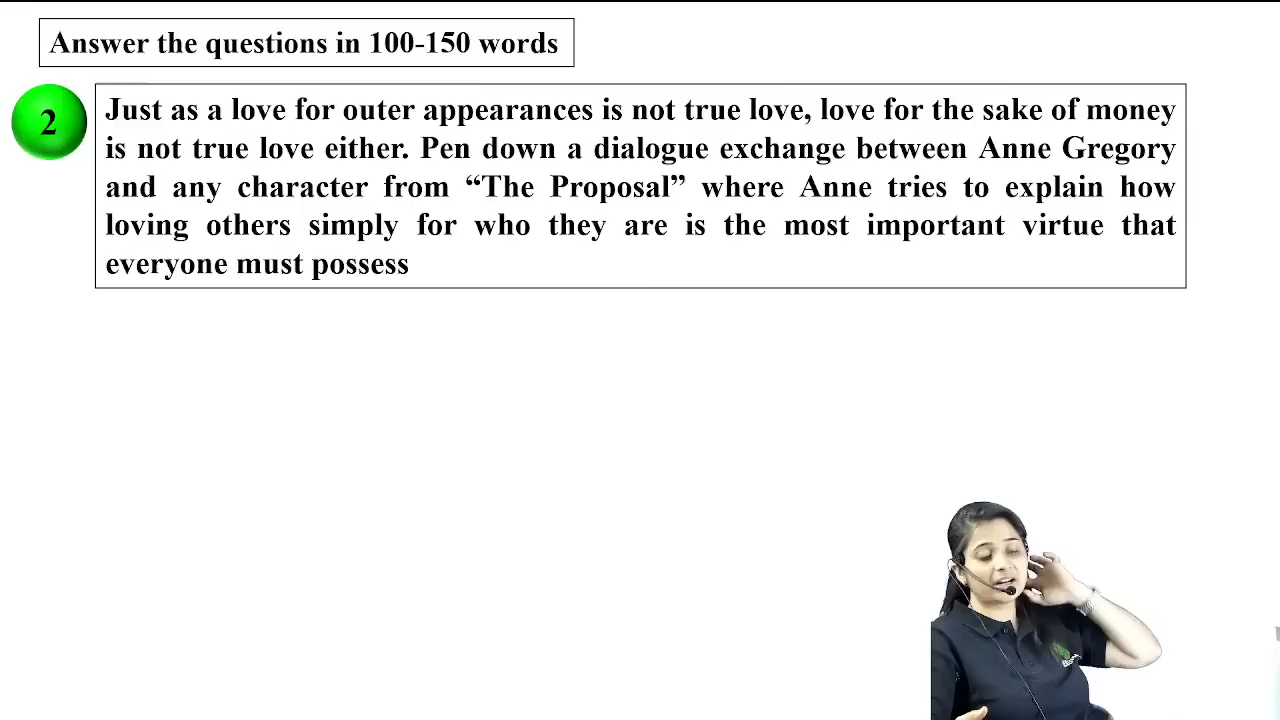 Answer the questions in 100-150 words
2
Just as a love for outer appearances is not true love, love for the sake of money
is not true love either. Pen down a dialogue exchange between Anne Gregory
and any character from “The Proposal” where Anne tries to explain how
loving others simply for who they are is the most important virtue that
everyone must possess